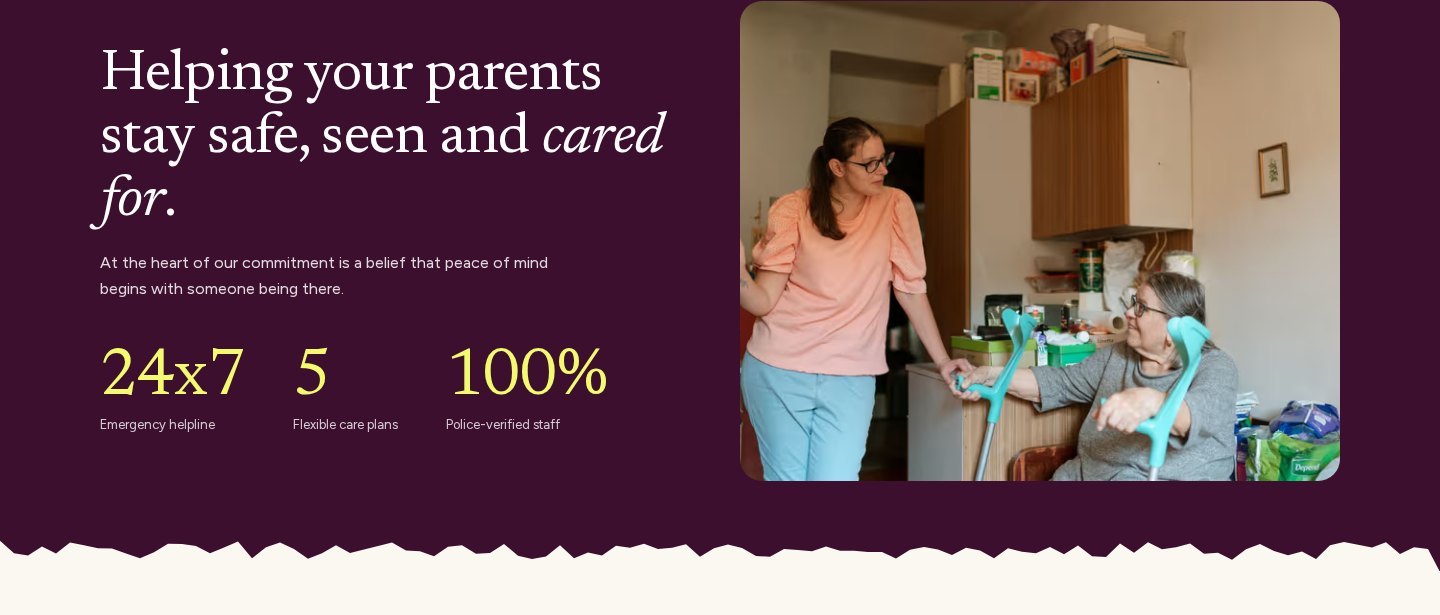 Helping your parents
stay safe, seen and cared
for.
At the heart of our commitment is a belief that peace of mind
begins with someone being there.
24x7
5
100%
Emergency helpline
Flexible care plans
Police-verified staff
Depend